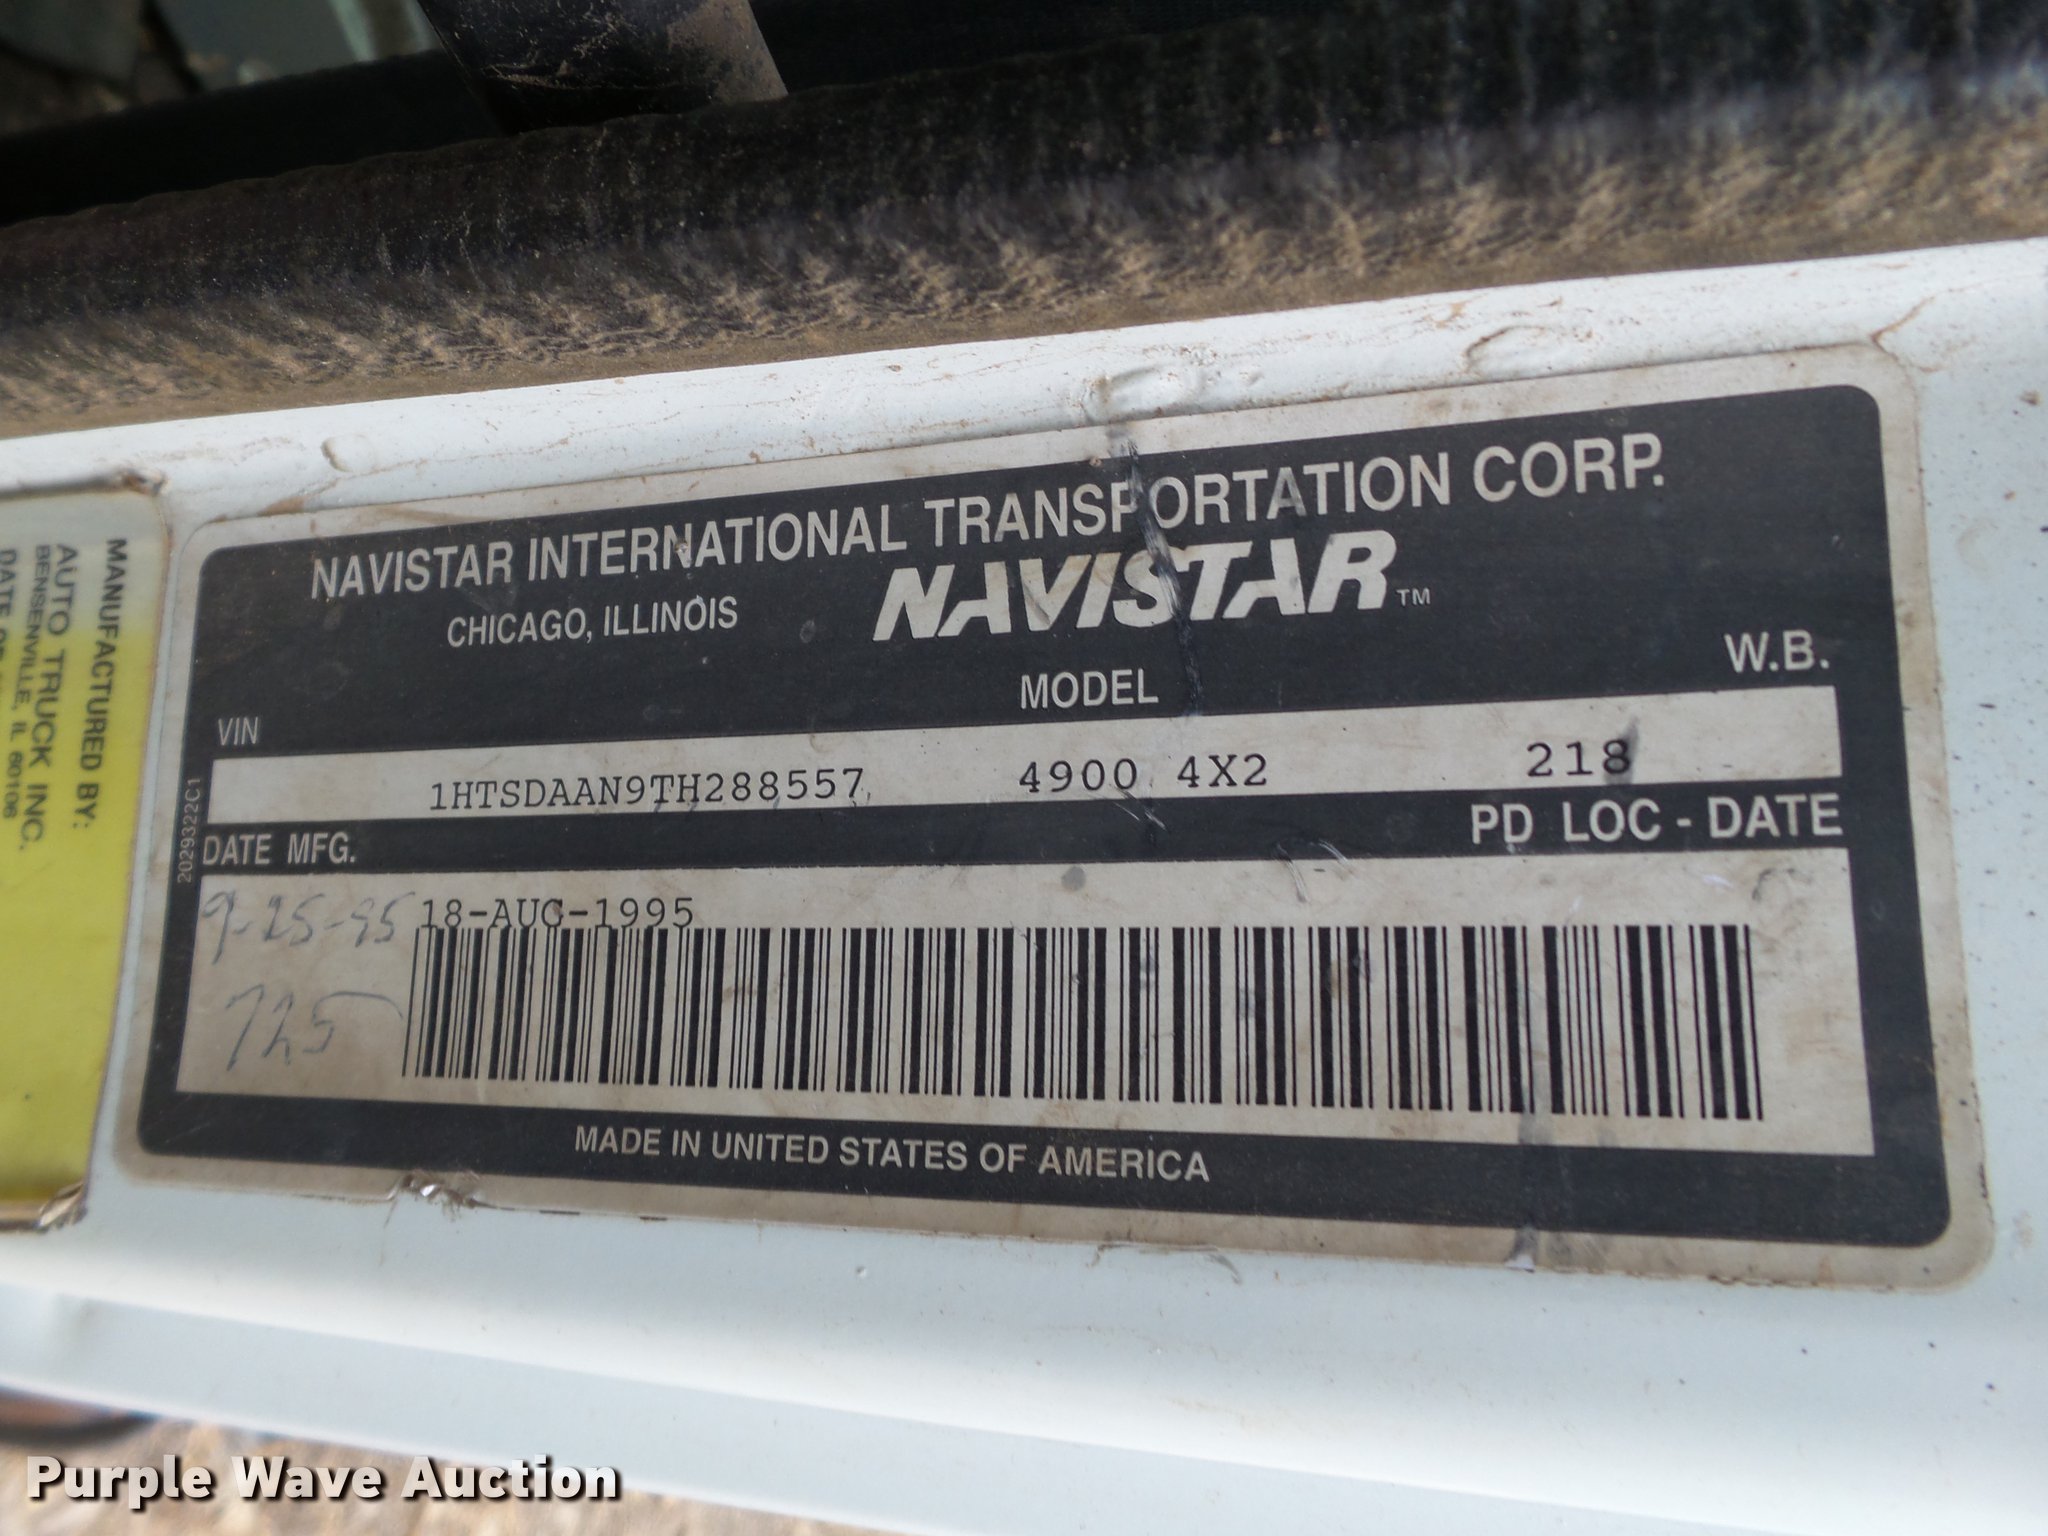 MANUFACTURED BY:
AUTO TRUCK INC.
BENSENVILLE, IL 60106
NAVISTAR INTERNATIONAL TRANSPORTATION CORP.
CHICAGO, ILLINOIS
NAVISTAR™
VIN
MODEL
W.B.
1HTSDAAN9TH288557
4900 4X2
218
2029322C1
DATE MFG.
PD LOC - DATE
9-25-95
18-AUG-1995
725
MADE IN UNITED STATES OF AMERICA
Purple Wave Auction